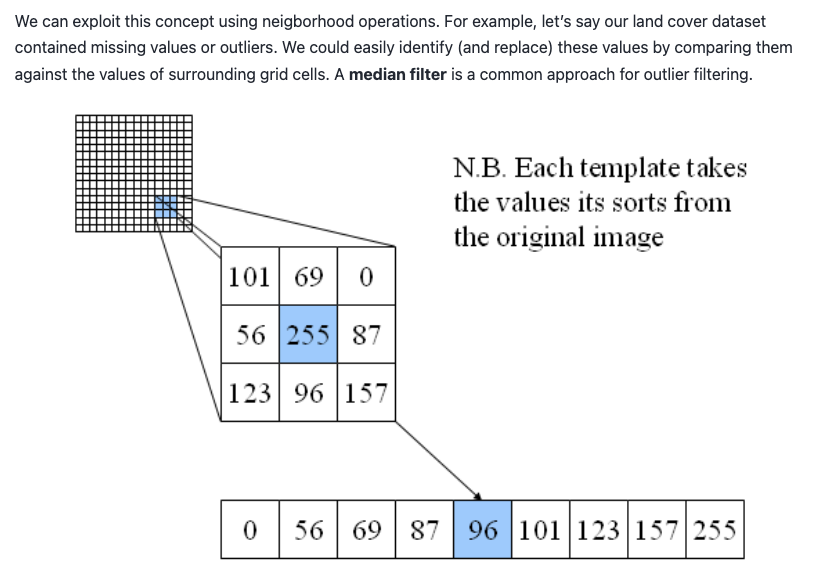 We can exploit this concept using neigborhood operations. For example, let's say our land cover dataset
contained missing values or outliers. We could easily identify (and replace) these values by comparing them
against the values of surrounding grid cells. A median filter is a common approach for outlier filtering.
N.B. Each template takes
the values its sorts from
the original image
101 69 0
56 255 87
123 96 157
0 56 69 87 96 101 123 157 255